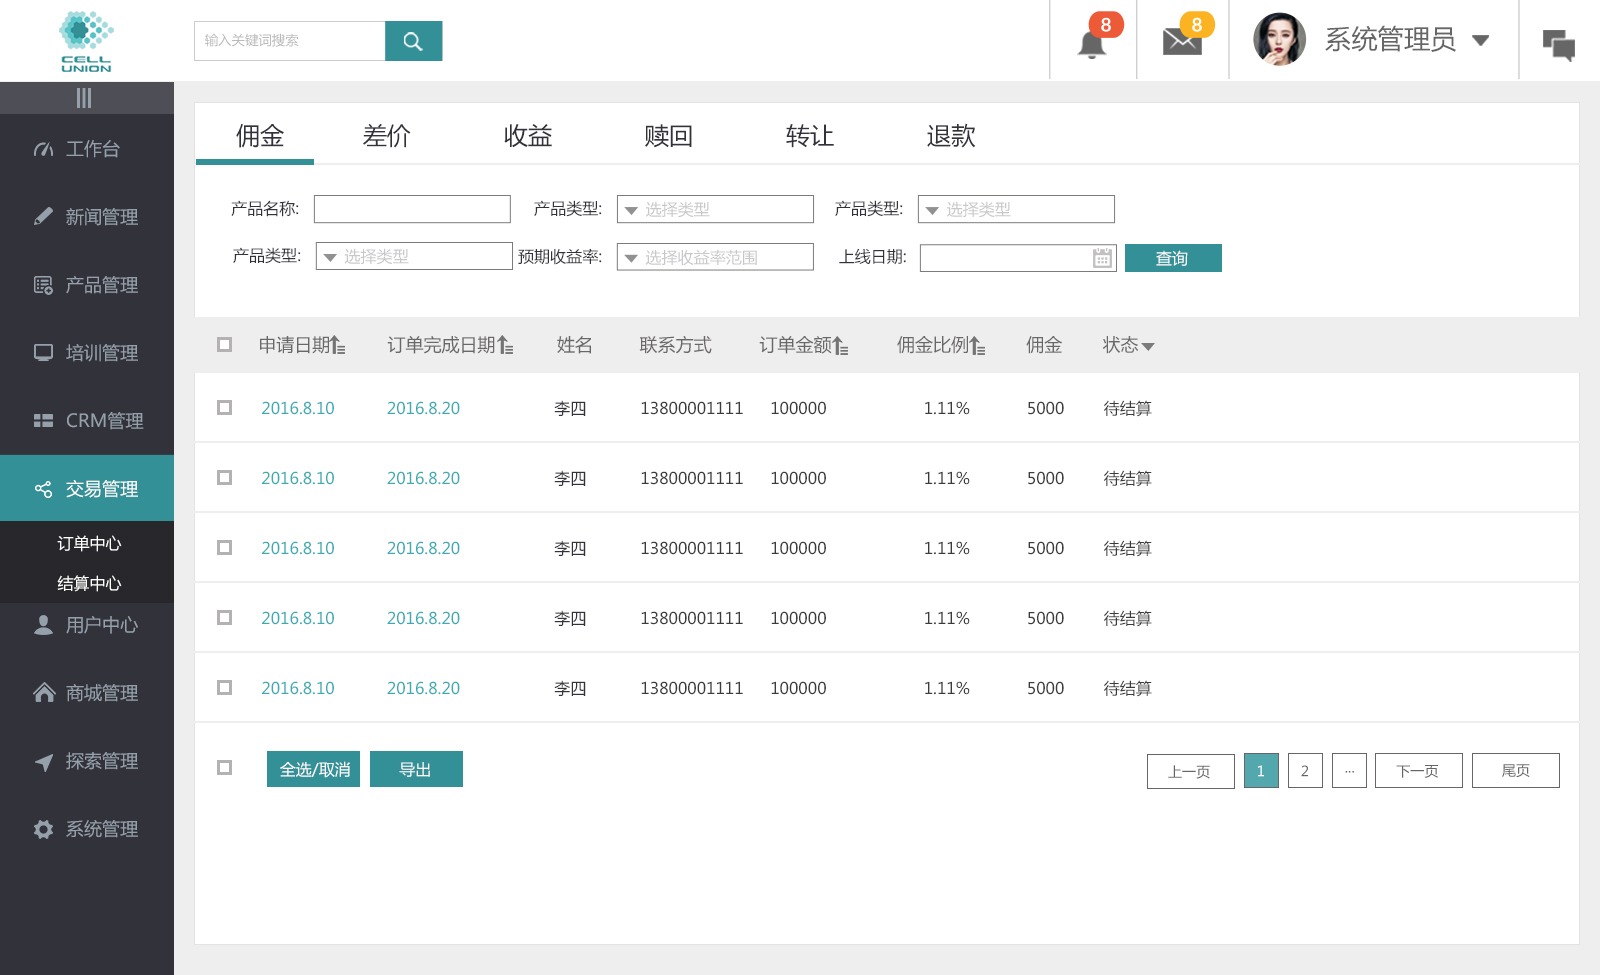 CELL
UNION
输入关键词搜索
8
8
系统管理员
工作台
新闻管理
产品管理
培训管理
CRM管理
交易管理
订单中心
结算中心
用户中心
商城管理
探索管理
系统管理
佣金 差价 收益 赎回 转让 退款
产品名称: 产品类型: 选择类型 产品类型: 选择类型
产品类型: 选择类型 预期收益率: 选择收益率范围 上线日期: 查询
申请日期 订单完成日期 姓名 联系方式 订单金额 佣金比例 佣金 状态
2016.8.10 2016.8.20 李四 13800001111 100000 1.11% 5000 待结算
2016.8.10 2016.8.20 李四 13800001111 100000 1.11% 5000 待结算
2016.8.10 2016.8.20 李四 13800001111 100000 1.11% 5000 待结算
2016.8.10 2016.8.20 李四 13800001111 100000 1.11% 5000 待结算
2016.8.10 2016.8.20 李四 13800001111 100000 1.11% 5000 待结算
全选/取消 导出 上一页 1 2 ... 下一页 尾页